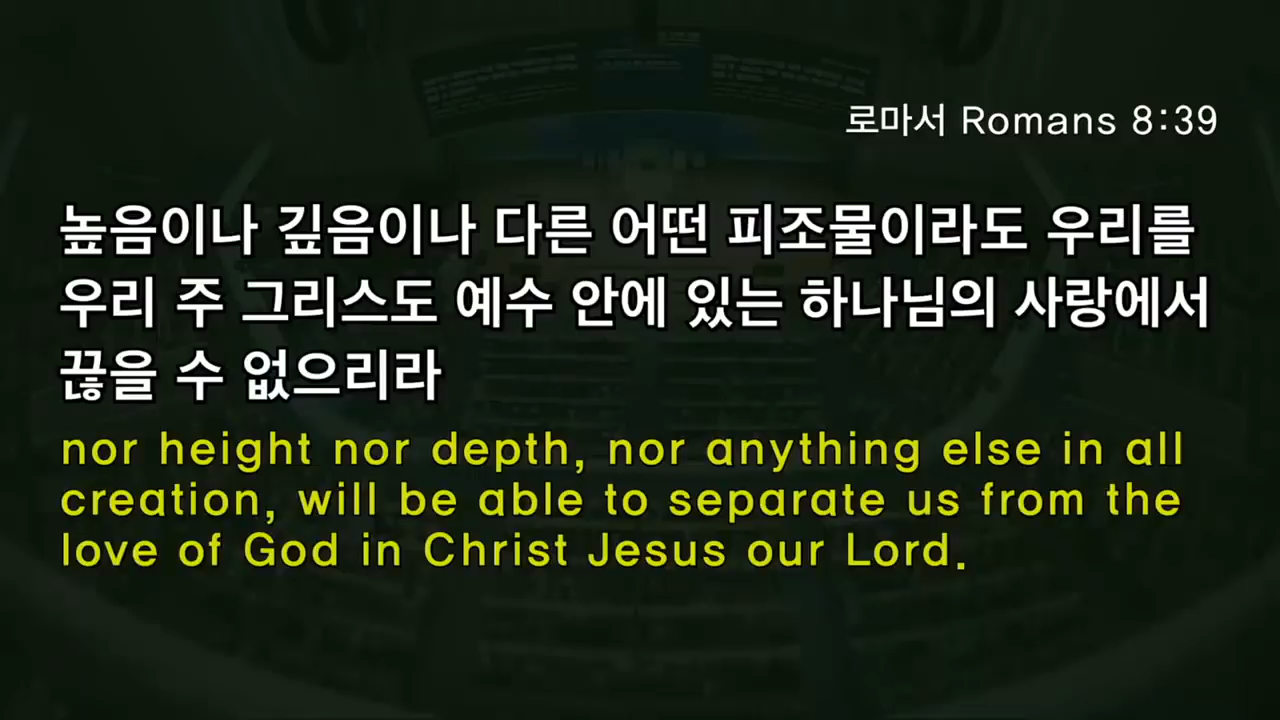 로마서 Romans 8:39
높음이나 깊음이나 다른 어떤 피조물이라도 우리를
우리 주 그리스도 예수 안에 있는 하나님의 사랑에서
끊을 수 없으리라
nor height nor depth, nor anything else in all
creation, will be able to separate us from the
love of God in Christ Jesus our Lord.